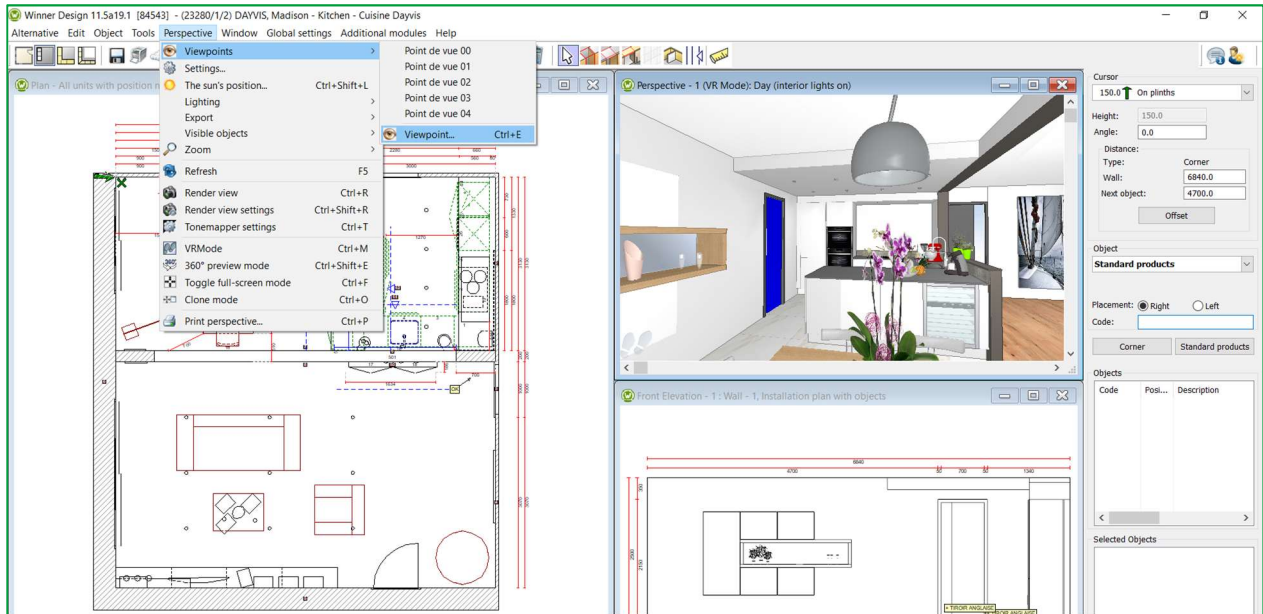 Winner Design 11.5a19.1 [84543] - (23280/1/2) DAYVIS, Madison - Kitchen - Cuisine Dayvis
Alternative Edit Object Tools Perspective Window Global settings Additional modules Help
Viewpoints
Settings...
The sun's position... Ctrl+Shift+L
Lighting
Export
Visible objects
Zoom
Refresh F5
Render view Ctrl+R
Render view settings Ctrl+Shift+R
Tonemapper settings Ctrl+T
VRMode Ctrl+M
360° preview mode Ctrl+Shift+E
Toggle full-screen mode Ctrl+F
Clone mode Ctrl+O
Print perspective... Ctrl+P
Point de vue 00
Point de vue 01
Point de vue 02
Point de vue 03
Point de vue 04
Viewpoint... Ctrl+E
Plan - All units with position n
Perspective - 1 (VR Mode): Day (interior lights on)
Front Elevation - 1 : Wall - 1, Installation plan with objects
6840
4700 50 700 50 1340
+ TIROIR ANGLAISE
Cursor
150.0 On plinths
Height: 150.0
Angle: 0.0
Distance:
Type: Corner
Wall: 6840.0
Next object: 4700.0
Offset
Object
Standard products
Placement: Right Left
Code:
Corner Standard products
Objects
Code Posi... Description
Selected Objects